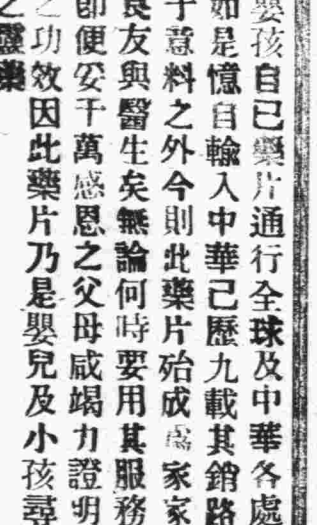 嬰孩自已藥片通行全球及中華各處
如是憶自輸入中華己歷九載其銷路
于意料之外今則此藥片殆成為家家
良友與醫生矣無論何時要用其服務
即便妥千萬感恩之父母咸竭力證明
之功效因此藥片乃是嬰兒及小孩尋
之靈藥